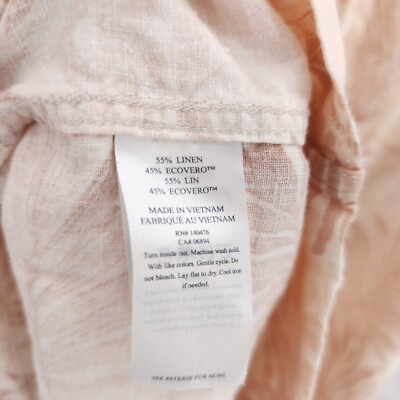 55% LINEN
45% ECOVERO™
55% LIN
45% ECOVERO™
MADE IN VIETNAM
FABRIQUÉ AU VIETNAM
RN# 140476
CA# 06894
Turn inside out. Machine wash cold.
With like colors. Gentle cycle. Do
not bleach. Lay flat to dry. Cool iron
if needed.
SEE REVERSE FOR MORE